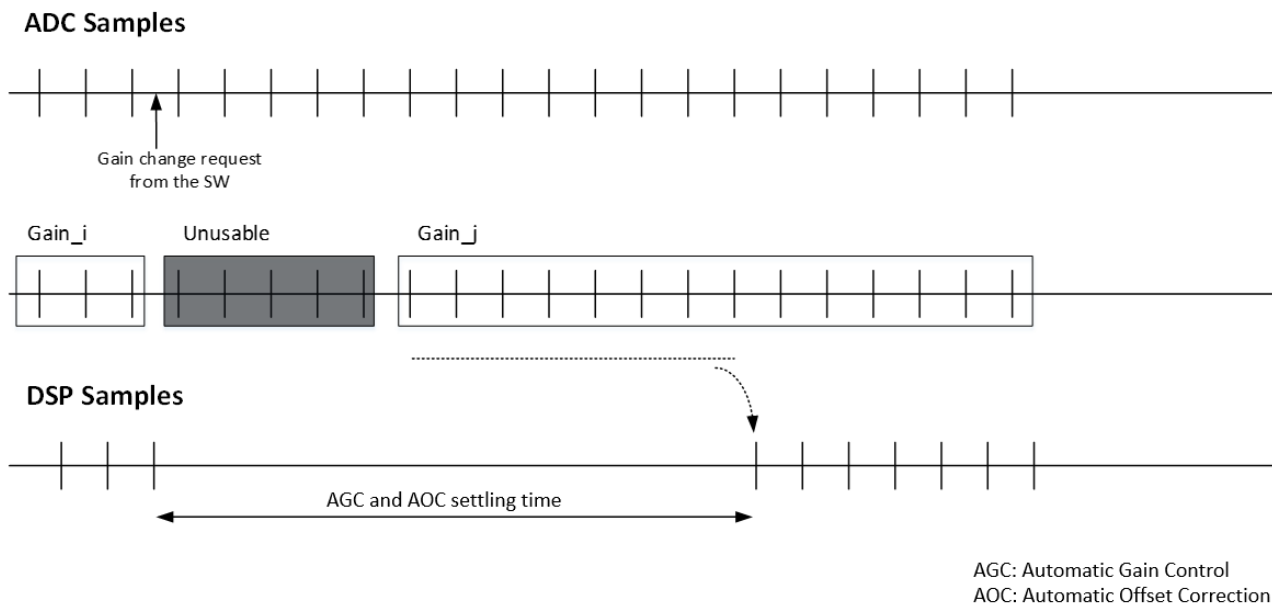 ADC Samples
Gain change request
from the SW
Gain_i
Unusable
Gain_j
DSP Samples
AGC and AOC settling time
AGC: Automatic Gain Control
AOC: Automatic Offset Correction